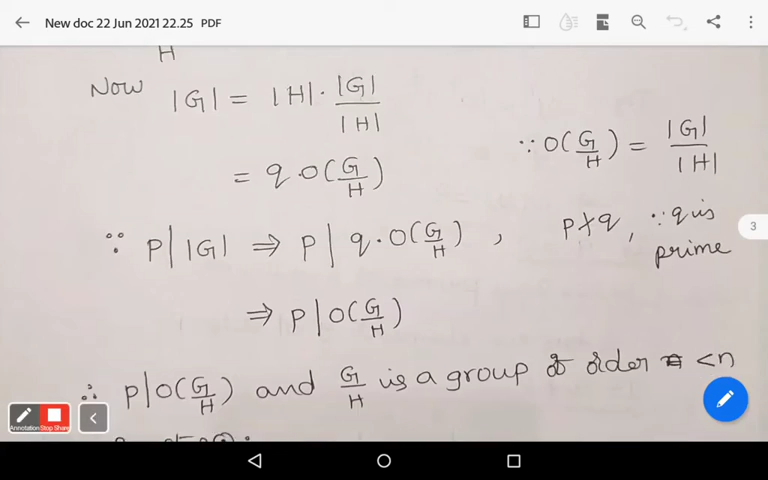 New doc 22 Jun 2021 22.25 PDF
H
Now |G| = |H| · |G|/|H|
∵ O(G/H) = |G|/|H|
= q · O(G/H)
∵ P | |G| ⇒ P | q · O(G/H) , p∤q, ∵ q is prime
⇒ P | O(G/H)
∴ P | O(G/H) and G/H is a group of order < n
3
Annotation Stop Share